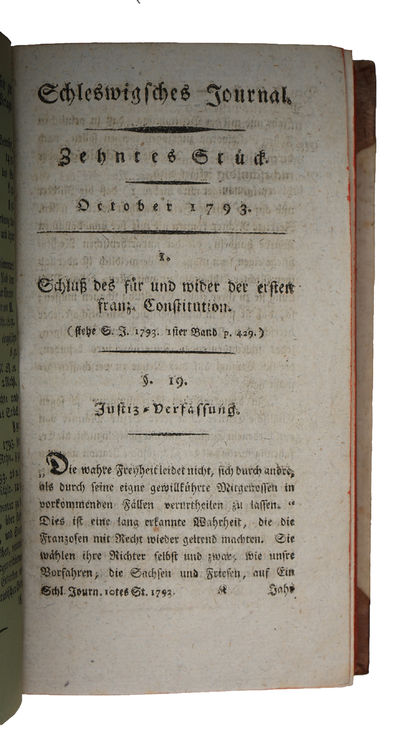 Schleswigsches Journal.
Zehntes Stück.
October 1793.
I.
Schluß des für und wider der ersten
franz. Constitution.
(siehe S. J. 1793. 1ster Band p. 429.)
§. 19.
Justiz-Verfassung.
„Die wahre Freyheit leidet nicht, sich durch andre,
als durch seine eigne gewillkührte Mitgenossen in
vorkommenden Fällen verurtheilen zu lassen.“
Dies ist eine lang erkannte Wahrheit, die die
Franzosen mit Recht wieder geltend machten. Sie
wählen ihre Richter selbst und zwar, wie unsre
Vorfahren, die Sachsen und Friesen, auf Ein
Schl. Journ. 10tes St. 1793. K Jahr